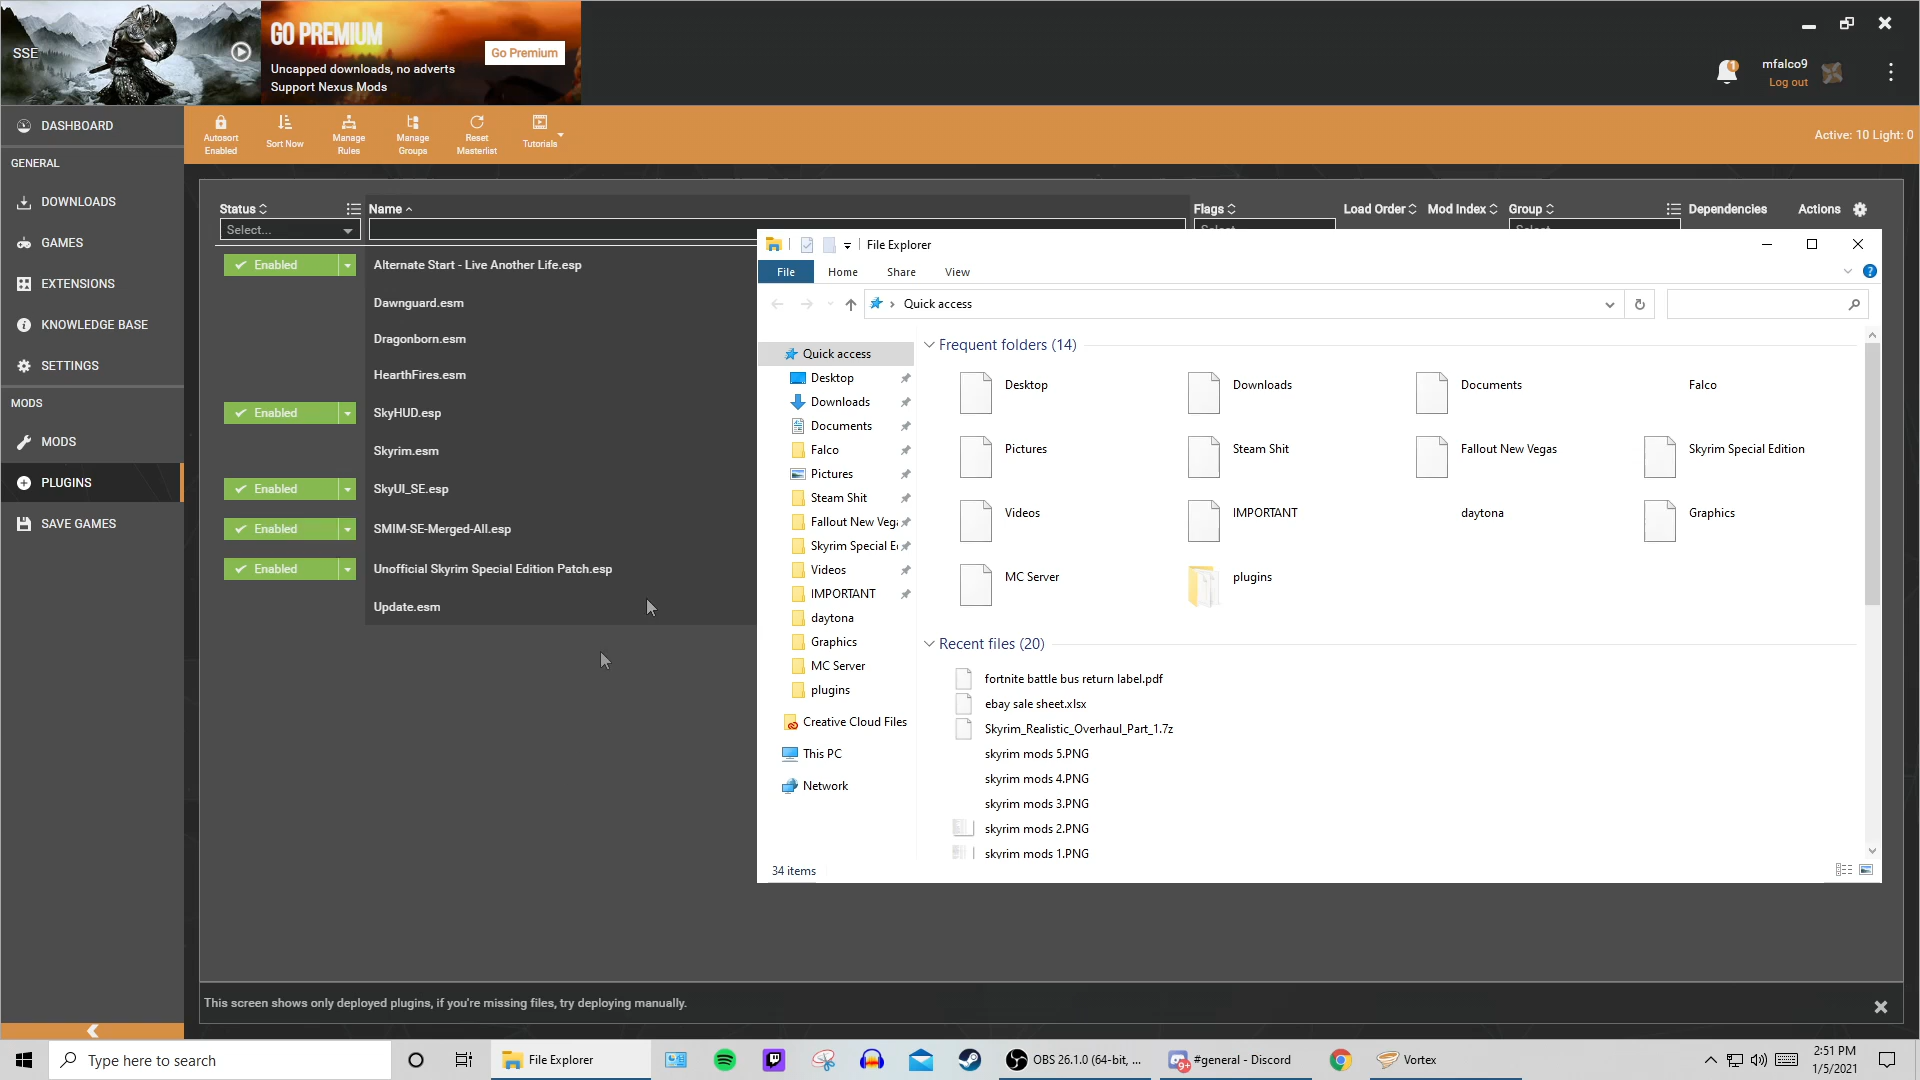 SSE
GO PREMIUM
Uncapped downloads, no adverts
Support Nexus Mods
Go Premium
1
mfalco9
Log out
DASHBOARD
GENERAL
DOWNLOADS
GAMES
EXTENSIONS
KNOWLEDGE BASE
SETTINGS
MODS
MODS
PLUGINS
SAVE GAMES
Autosort
Enabled
Sort Now
Manage
Rules
Manage
Groups
Reset
Masterlist
Tutorials
Active: 10 Light: 0
Status
Name
Flags
Load Order
Mod Index
Group
Dependencies
Actions
Select...
Select
Select
Enabled
Alternate Start - Live Another Life.esp
Dawnguard.esm
Dragonborn.esm
HearthFires.esm
Enabled
SkyHUD.esp
Skyrim.esm
Enabled
SkyUI_SE.esp
Enabled
SMIM-SE-Merged-All.esp
Enabled
Unofficial Skyrim Special Edition Patch.esp
Update.esm
File Explorer
File
Home
Share
View
Quick access
Quick access
Desktop
Downloads
Documents
Falco
Pictures
Steam Shit
Fallout New Vega
Skyrim Special E
Videos
IMPORTANT
daytona
Graphics
MC Server
plugins
Creative Cloud Files
This PC
Network
Frequent folders (14)
Desktop
Downloads
Documents
Falco
Pictures
Steam Shit
Fallout New Vegas
Skyrim Special Edition
Videos
IMPORTANT
daytona
Graphics
MC Server
plugins
Recent files (20)
fortnite battle bus return label.pdf
ebay sale sheet.xlsx
Skyrim_Realistic_Overhaul_Part_1.7z
skyrim mods 5.PNG
skyrim mods 4.PNG
skyrim mods 3.PNG
skyrim mods 2.PNG
skyrim mods 1.PNG
34 items
This screen shows only deployed plugins, if you're missing files, try deploying manually.
Type here to search
File Explorer
OBS 26.1.0 (64-bit, ...
9+
#general - Discord
Vortex
2:51 PM
1/5/2021